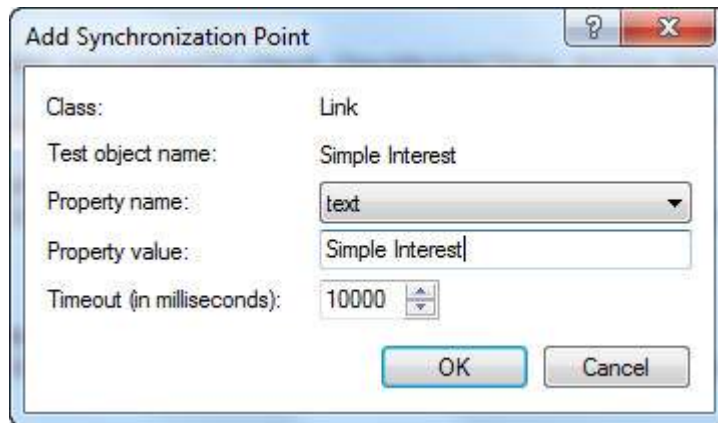 Add Synchronization Point
Class: Link
Test object name: Simple Interest
Property name: text
Property value: Simple Interest
Timeout (in milliseconds): 10000
OK Cancel